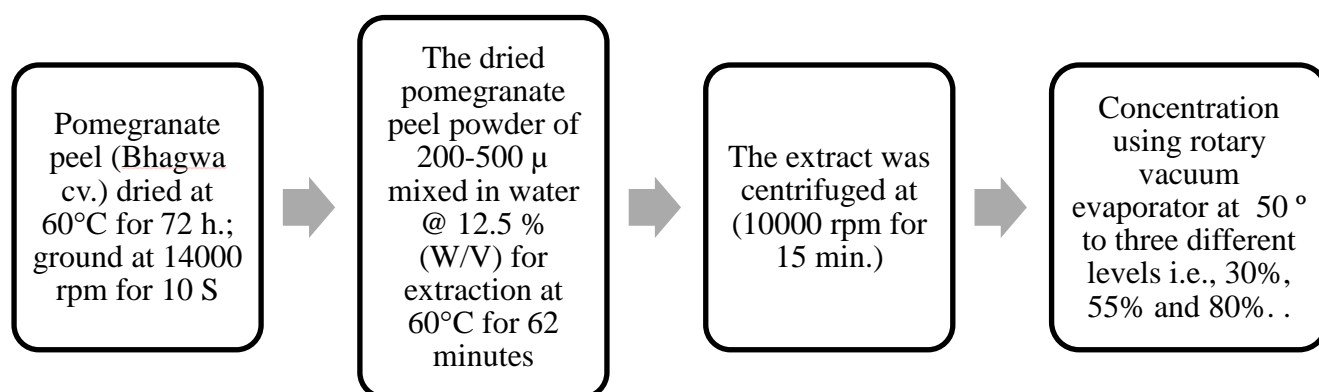 Pomegranate
peel (Bhagwa
cv.) dried at
60°C for 72 h.;
ground at 14000
rpm for 10 S
The dried
pomegranate
peel powder of
200-500 µ
mixed in water
@ 12.5 %
(W/V) for
extraction at
60°C for 62
minutes
The extract was
centrifuged at
(10000 rpm for
15 min.)
Concentration
using rotary
vacuum
evaporator at  50 º
to three different
levels i.e., 30%,
55% and 80%. .